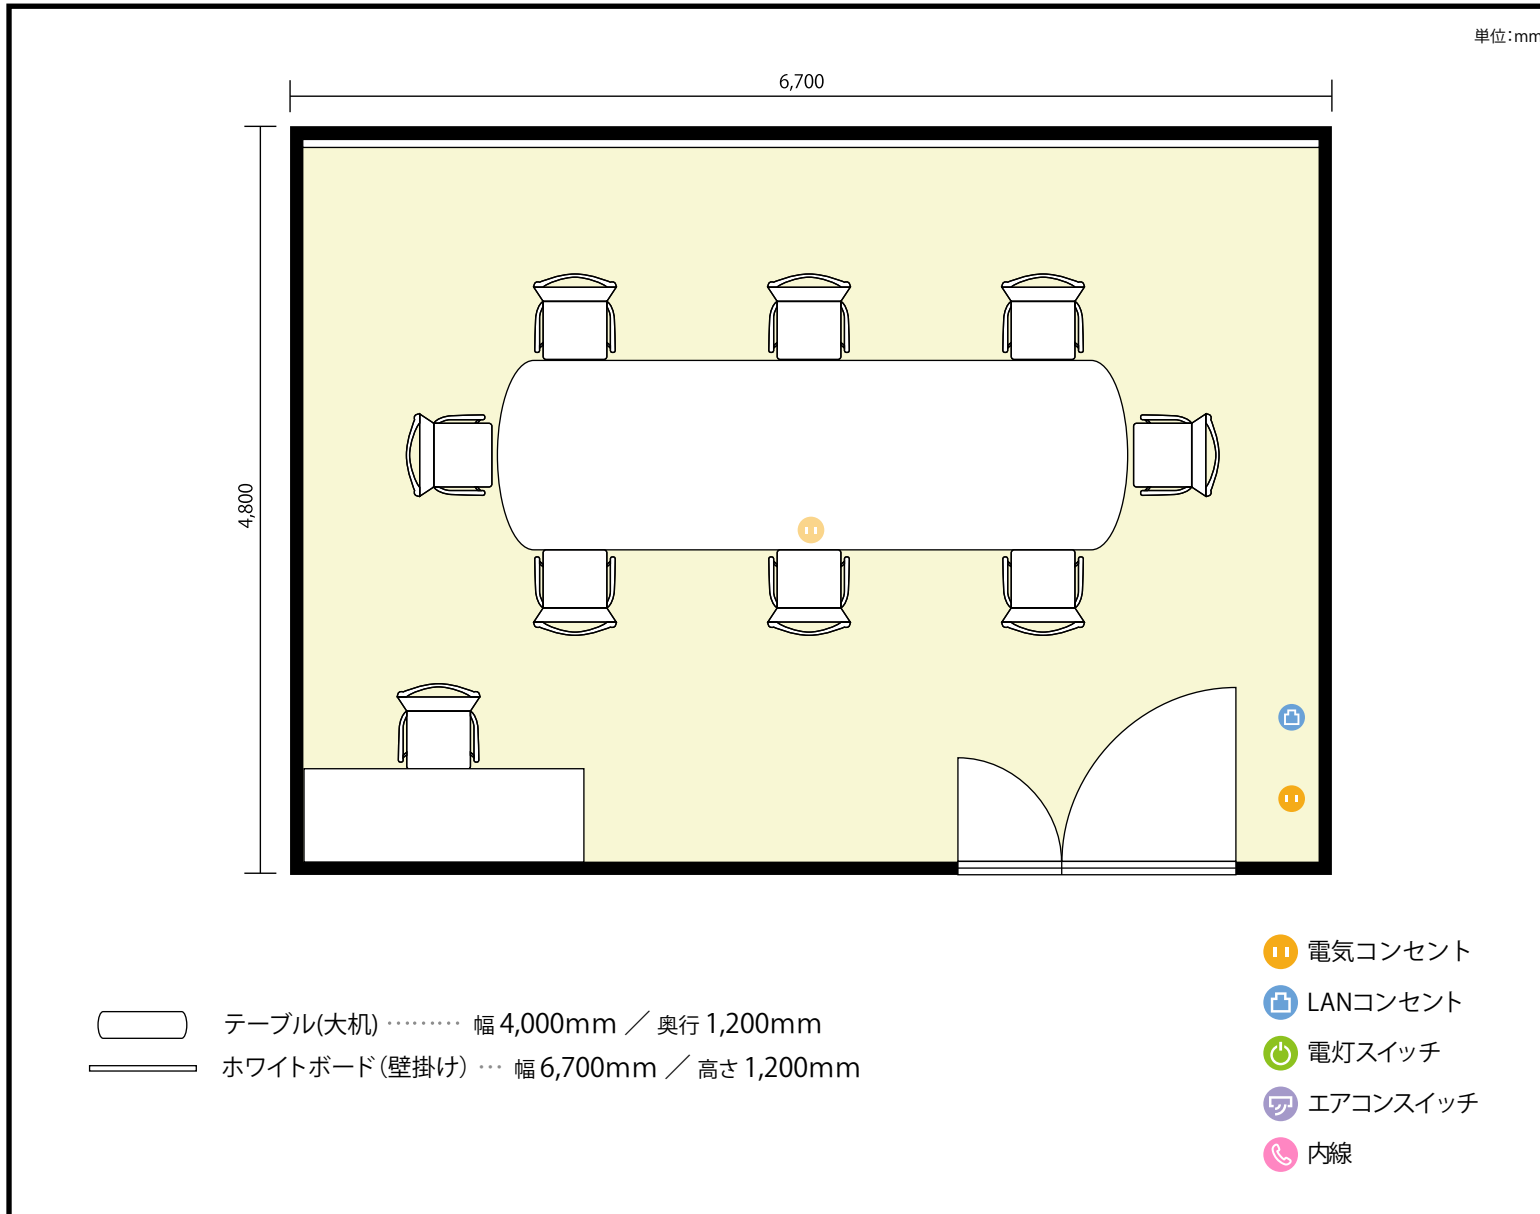 単位：mm
6,700
4,800
電気コンセント
LANコンセント
電灯スイッチ
エアコンスイッチ
内線
テーブル(大机) ……… 幅 4,000mm ／ 奥行 1,200mm
ホワイトボード（壁掛け） … 幅 6,700mm ／ 高さ 1,200mm